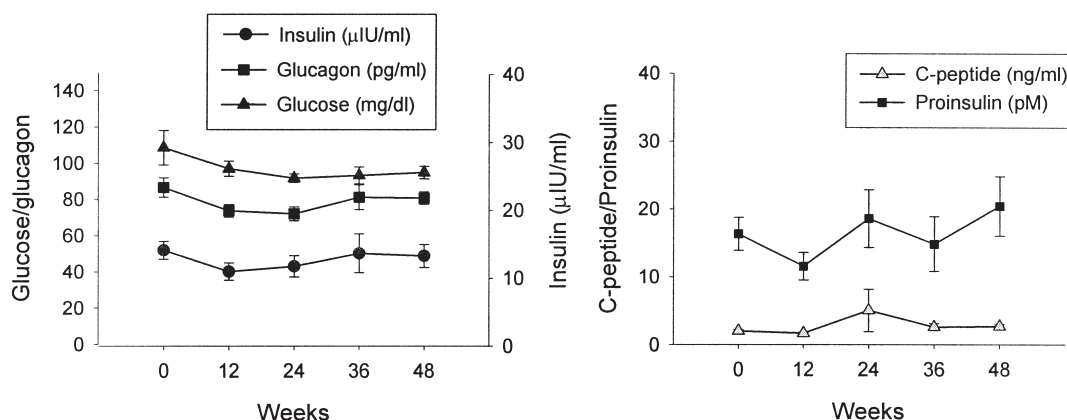 Insulin (μIU/ml)
Glucagon (pg/ml)
Glucose (mg/dl)
Glucose/glucagon
140
120
100
80
60
40
20
0
40
30
20
10
0
Insulin (μIU/ml)
0 12 24 36 48
Weeks
C-peptide (ng/ml)
Proinsulin (pM)
C-peptide/Proinsulin
40
30
20
10
0
0 12 24 36 48
Weeks